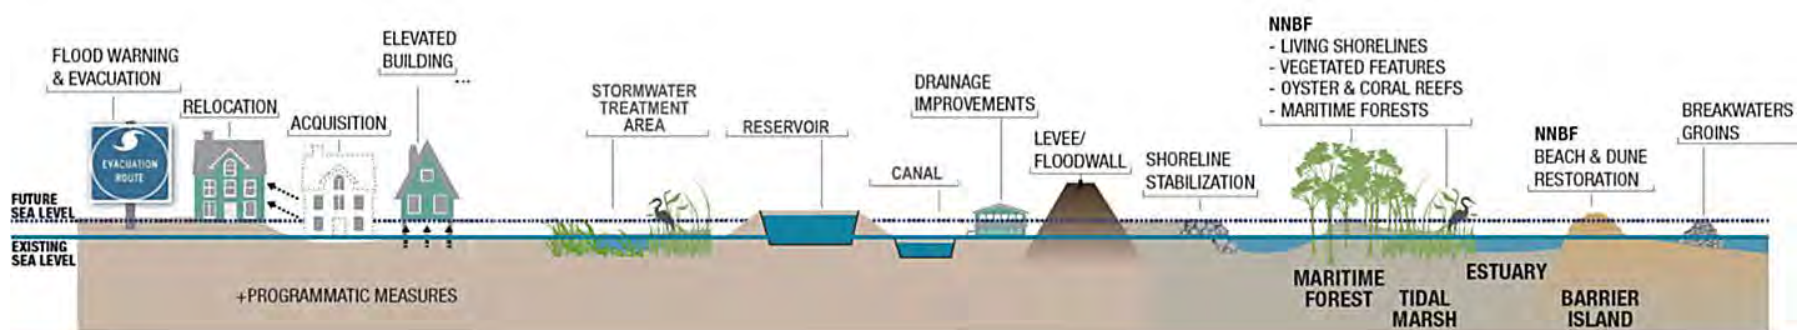 FLOOD WARNING
& EVACUATION
EVACUATION
ROUTE
RELOCATION
ACQUISITION
ELEVATED
BUILDING
...
STORMWATER
TREATMENT
AREA
RESERVOIR
CANAL
DRAINAGE
IMPROVEMENTS
LEVEE/
FLOODWALL
SHORELINE
STABILIZATION
NNBF
- LIVING SHORELINES
- VEGETATED FEATURES
- OYSTER & CORAL REEFS
- MARITIME FORESTS
NNBF
BEACH & DUNE
RESTORATION
BREAKWATERS
GROINS
FUTURE
SEA LEVEL
EXISTING
SEA LEVEL
+PROGRAMMATIC MEASURES
MARITIME
FOREST
TIDAL
MARSH
ESTUARY
BARRIER
ISLAND